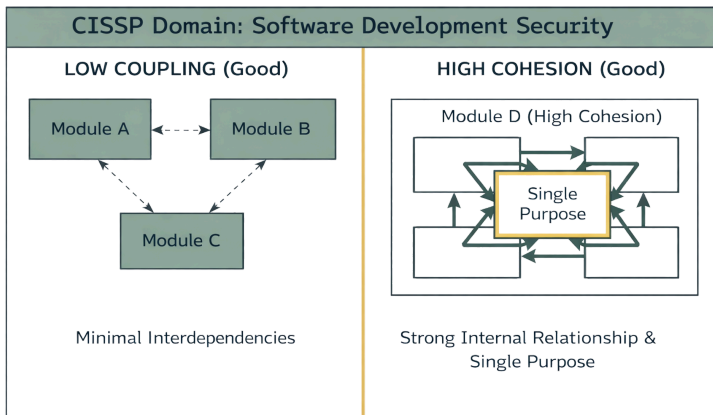 CISSP Domain: Software Development Security
LOW COUPLING (Good)
Module A
Module B
Module C
Minimal Interdependencies
HIGH COHESION (Good)
Module D (High Cohesion)
Single
Purpose
Strong Internal Relationship &
Single Purpose